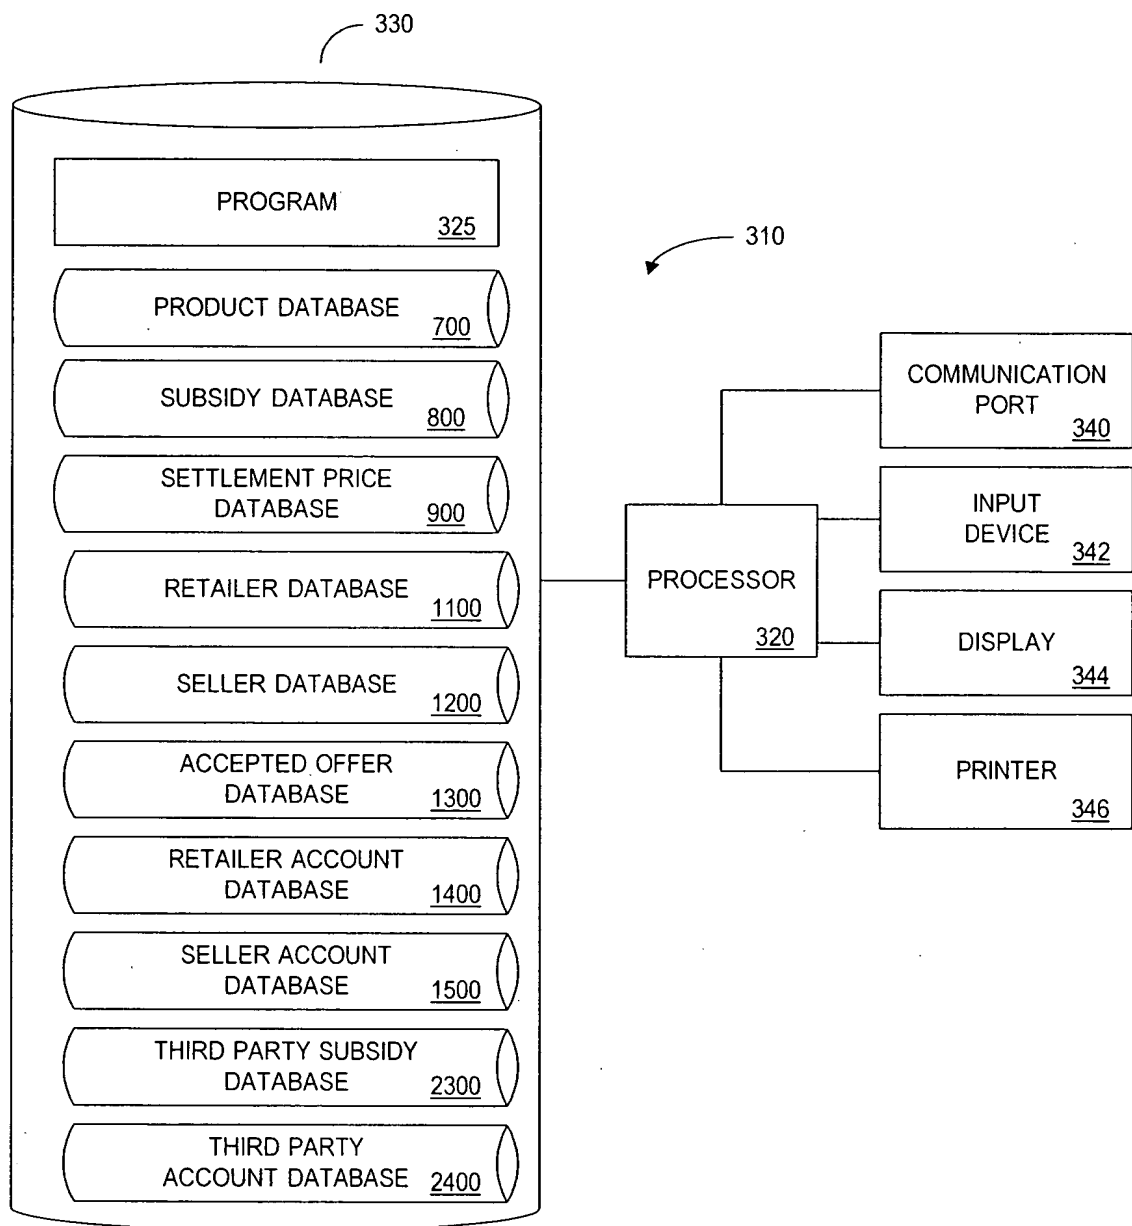 330
PROGRAM
325
PRODUCT DATABASE
700
SUBSIDY DATABASE
800
SETTLEMENT PRICE
DATABASE
900
RETAILER DATABASE
1100
SELLER DATABASE
1200
ACCEPTED OFFER
DATABASE
1300
RETAILER ACCOUNT
DATABASE
1400
SELLER ACCOUNT
DATABASE
1500
THIRD PARTY SUBSIDY
DATABASE
2300
THIRD PARTY
ACCOUNT DATABASE
2400
310
PROCESSOR
320
COMMUNICATION
PORT
340
INPUT
DEVICE
342
DISPLAY
344
PRINTER
346